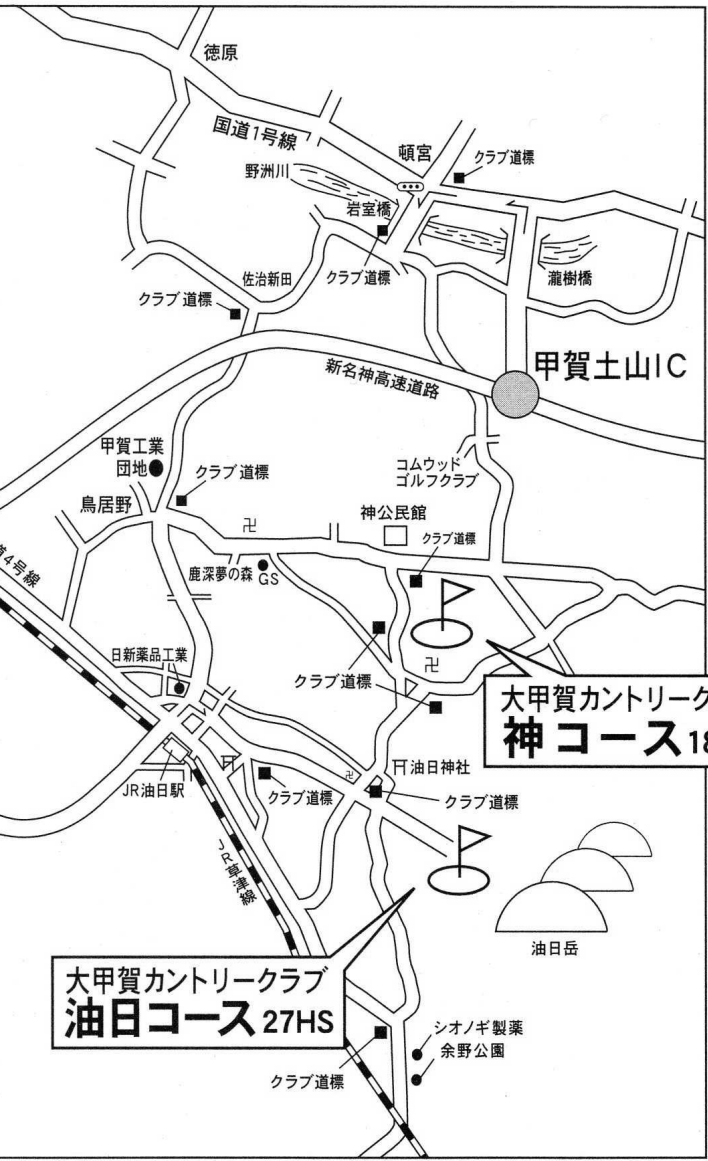 徳原
国道1号線
頓宮
クラブ道標
野洲川
岩室橋
佐治新田
クラブ道標
瀧樹橋
クラブ道標
新名神高速道路
甲賀土山IC
甲賀工業
団地
クラブ道標
コムウッド
ゴルフクラブ
鳥居野
神公民館
卍
クラブ道標
道4号線
鹿深夢の森
GS
日新薬品工業
クラブ道標
卍
大甲賀カントリーク
神コース18
JR油日駅
クラブ道標
卍
油日神社
クラブ道標
JR草津線
油日岳
大甲賀カントリークラブ
油日コース27HS
シオノギ製薬
余野公園
クラブ道標